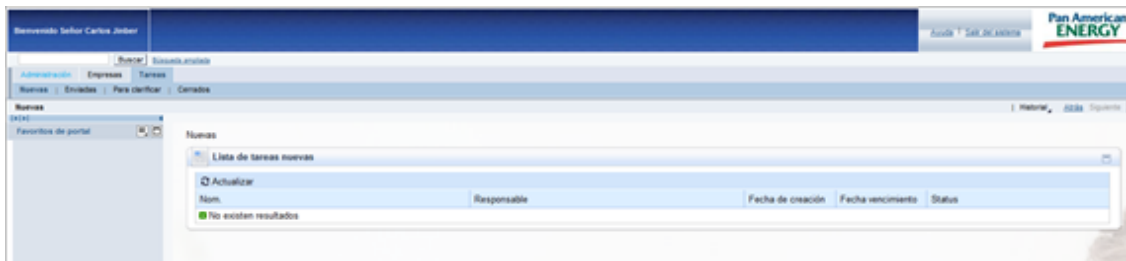 Bienvenido Señor Carlos Jinber
Ayuda | Salir del sistema
Pan American
ENERGY
Buscar Búsqueda ampliada
Administración Empresas Tareas
Nuevas | Enviadas | Para clarificar | Cerrados
Nuevas
| Historial Atrás Siguiente
Favoritos de portal
Nuevas
Lista de tareas nuevas
Actualizar
Nom. Responsable Fecha de creación Fecha vencimiento Status
No existen resultados